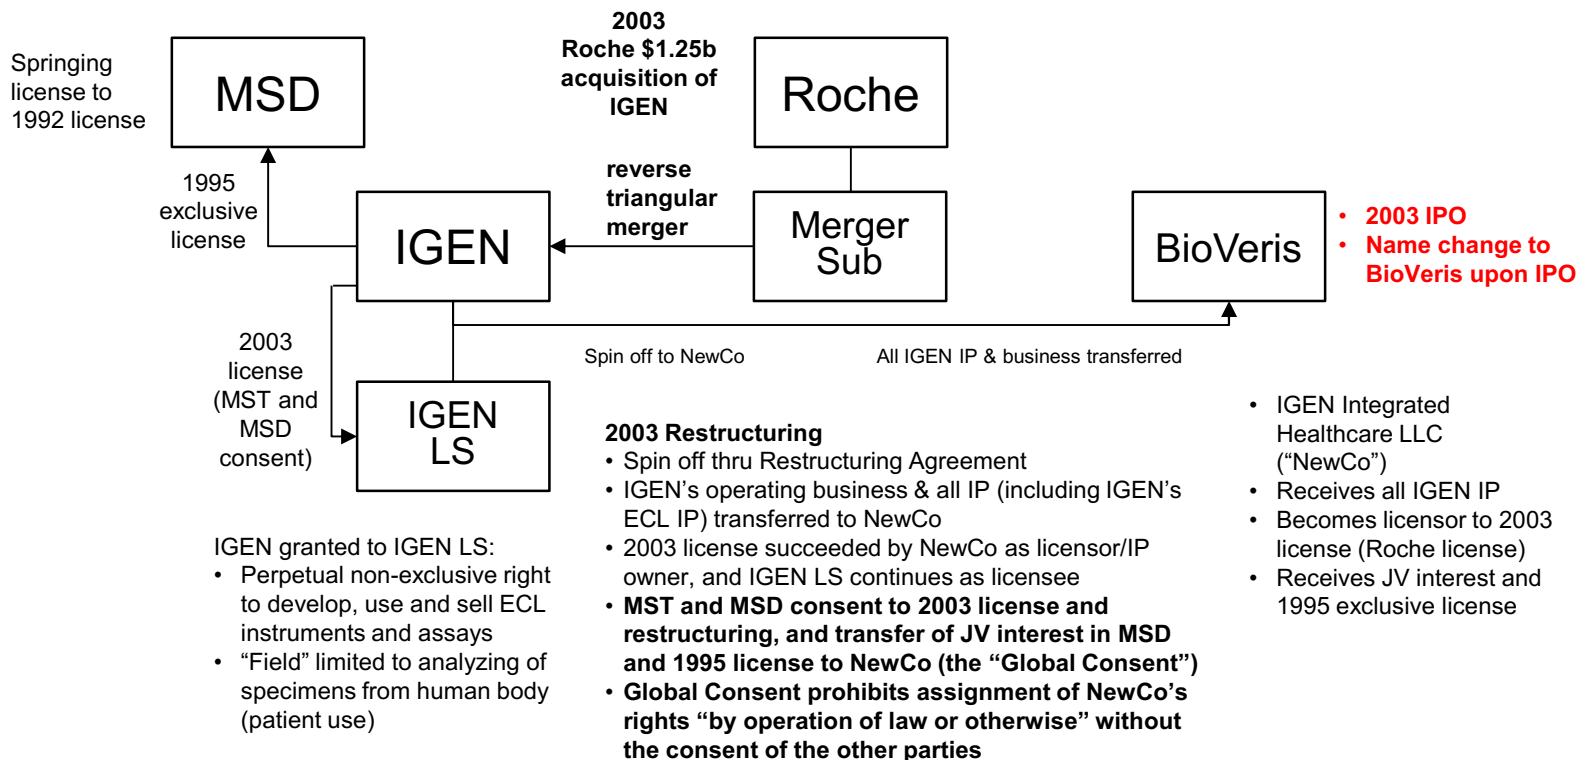 2003
Roche $1.25b
acquisition of
IGEN
Springing
license to
1992 license
MSD
Roche
1995
exclusive
license
reverse
triangular
merger
IGEN
Merger
Sub
BioVeris
• 2003 IPO
• Name change to
BioVeris upon IPO
2003
license
(MST and
MSD
consent)
Spin off to NewCo
All IGEN IP & business transferred
IGEN
LS
IGEN granted to IGEN LS:
• Perpetual non-exclusive right
to develop, use and sell ECL
instruments and assays
• “Field” limited to analyzing of
specimens from human body
(patient use)
2003 Restructuring
• Spin off thru Restructuring Agreement
• IGEN’s operating business & all IP (including IGEN’s
ECL IP) transferred to NewCo
• 2003 license succeeded by NewCo as licensor/IP
owner, and IGEN LS continues as licensee
• MST and MSD consent to 2003 license and
restructuring, and transfer of JV interest in MSD
and 1995 license to NewCo (the “Global Consent”)
• Global Consent prohibits assignment of NewCo’s
rights “by operation of law or otherwise” without
the consent of the other parties
• IGEN Integrated
Healthcare LLC
(“NewCo”)
• Receives all IGEN IP
• Becomes licensor to 2003
license (Roche license)
• Receives JV interest and
1995 exclusive license